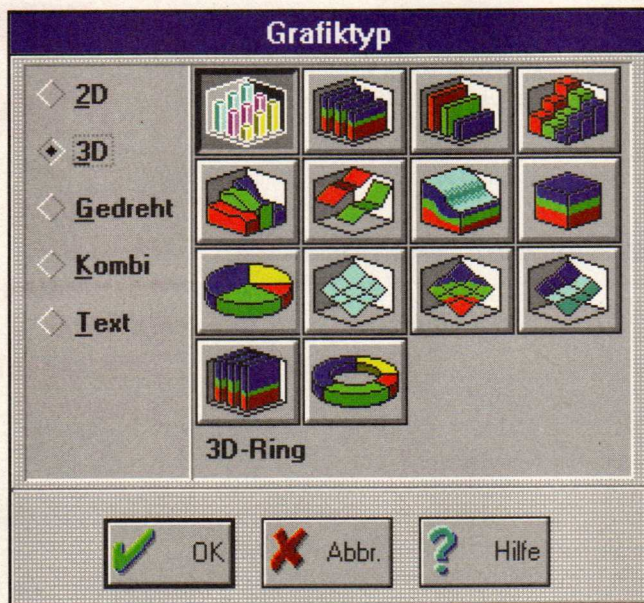 Grafiktyp
2D
3D
Gedreht
Kombi
Text
3D-Ring
OK
Abbr.
Hilfe